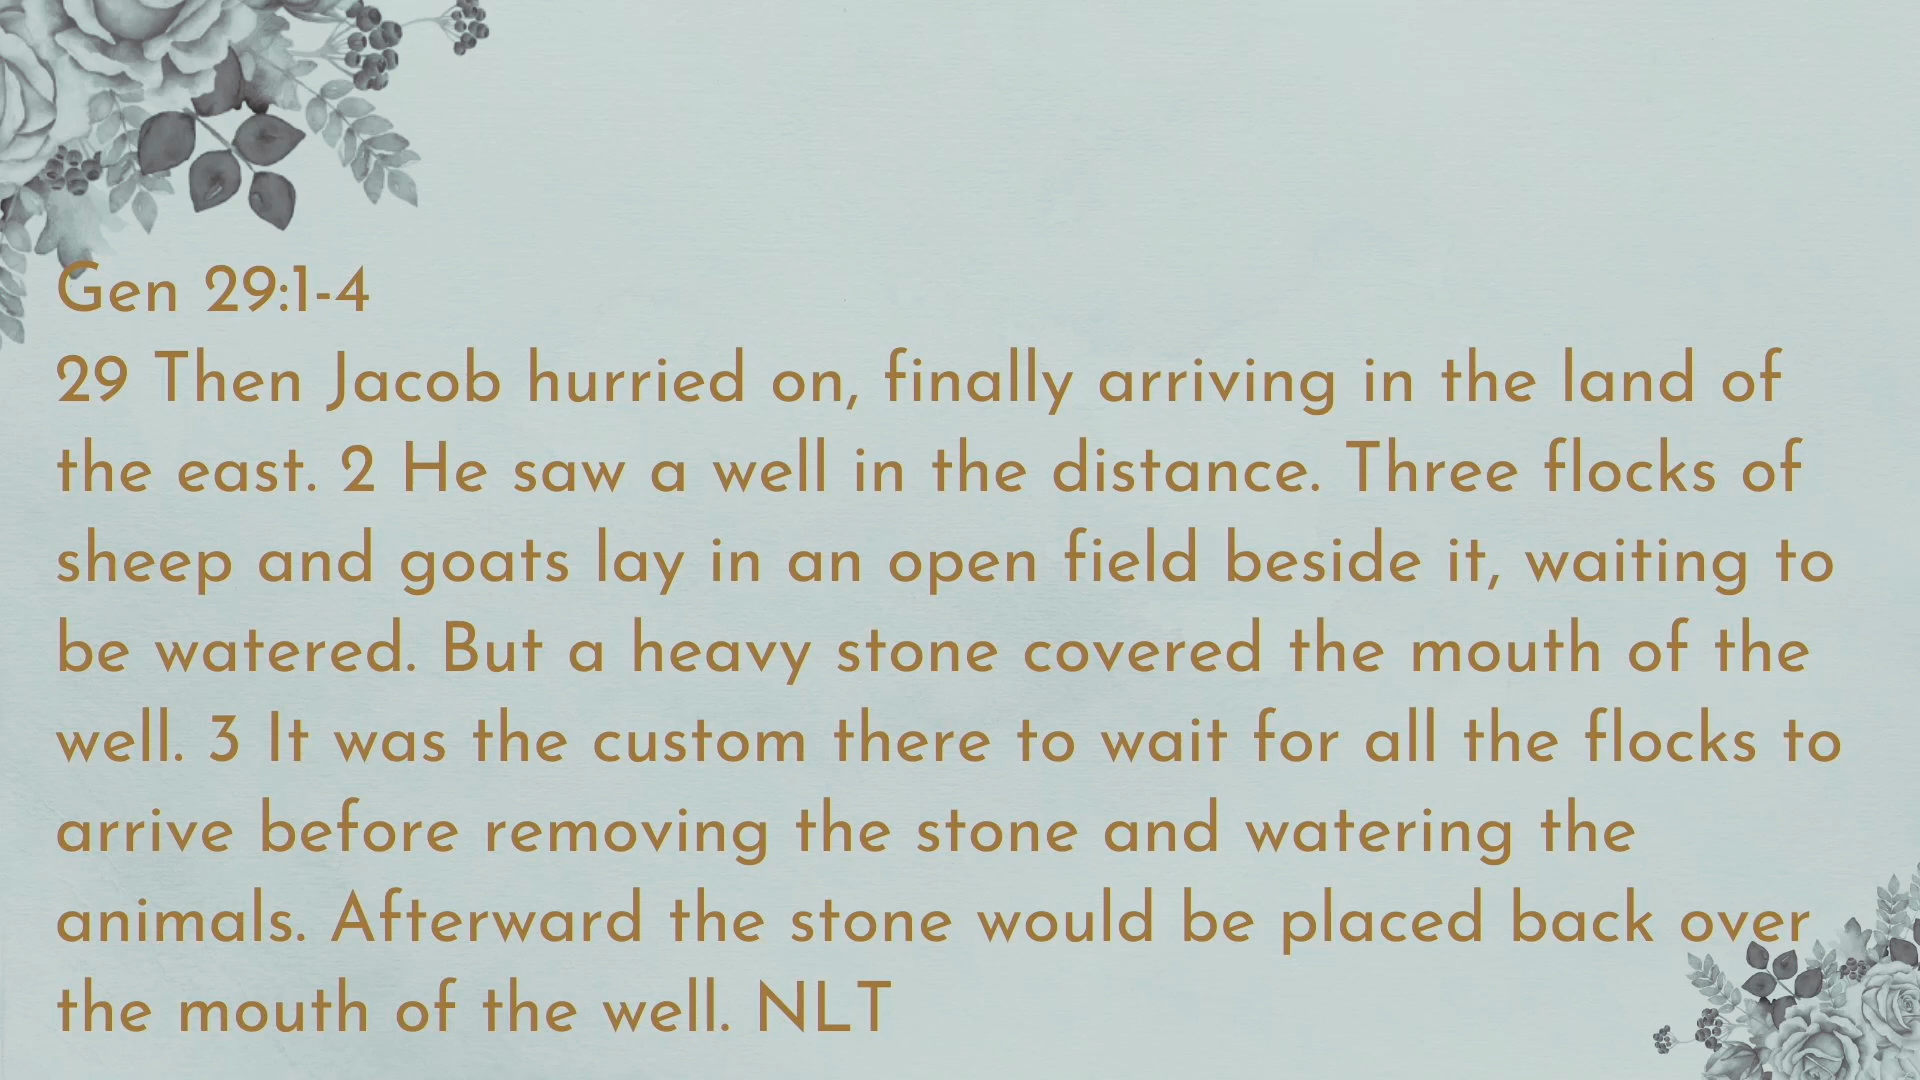 Gen 29:1-4
29 Then Jacob hurried on, finally arriving in the land of
the east. 2 He saw a well in the distance. Three flocks of
sheep and goats lay in an open field beside it, waiting to
be watered. But a heavy stone covered the mouth of the
well. 3 It was the custom there to wait for all the flocks to
arrive before removing the stone and watering the
animals. Afterward the stone would be placed back over
the mouth of the well. NLT